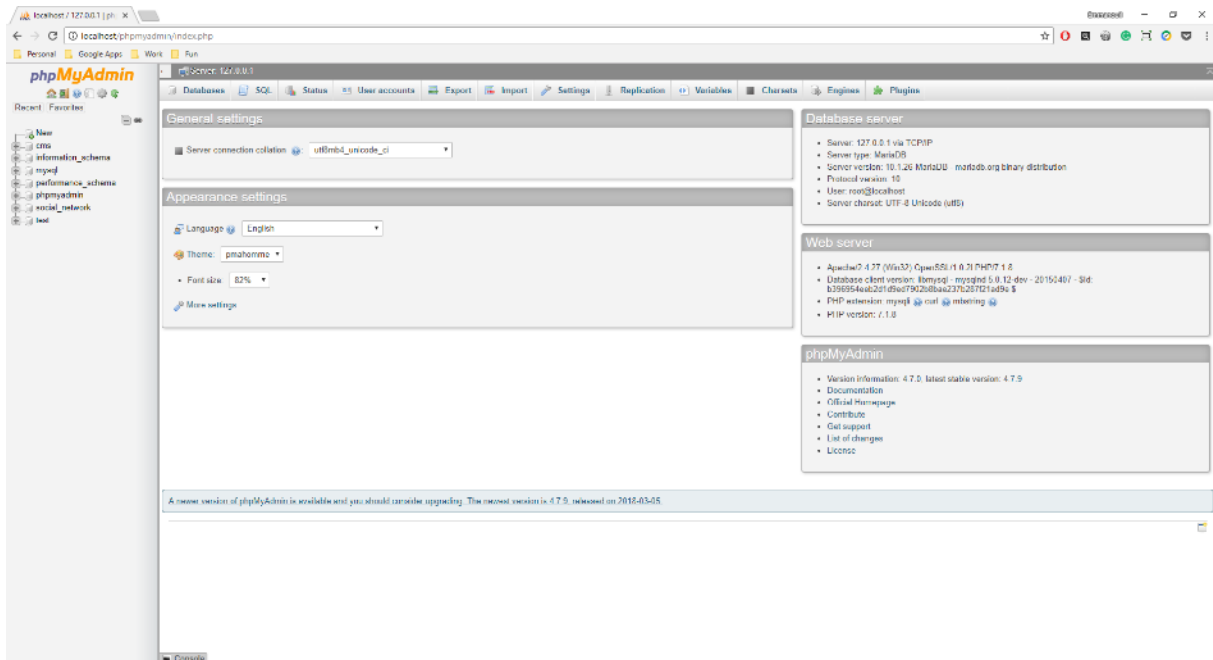 localhost / 127.0.0.1 | ph
localhost/phpmyadmin/index.php
Personal Google Apps Work Fun
phpMyAdmin
Recent Favorites
New
cms
information_schema
mysql
performance_schema
phpmyadmin
social_network
test
Server: 127.0.0.1
Databases SQL Status User accounts Export Import Settings Replication Variables Charsets Engines Plugins
General settings
Server connection collation : utf8mb4_unicode_ci
Appearance settings
Language English
Theme: pmahomme
Font size: 82%
More settings
Database server
Server: 127.0.0.1 via TCP/IP
Server type: MariaDB
Server version: 10.1.26-MariaDB - mariadb.org binary distribution
Protocol version: 10
User: root@localhost
Server charset: UTF-8 Unicode (utf8)
Web server
Apache/2.4.27 (Win32) OpenSSL/1.0.2l PHP/7.1.8
Database client version: libmysql - mysqlnd 5.0.12-dev - 20150407 - $Id:
PHP extension: mysqli curl mbstring
PHP version: 7.1.8
phpMyAdmin
Version information: 4.7.0, latest stable version: 4.7.9
Documentation
Official Homepage
Contribute
Get support
List of changes
License
A newer version of phpMyAdmin is available and you should consider upgrading. The newest version is 4.7.9, released on 2018-03-05.
Console